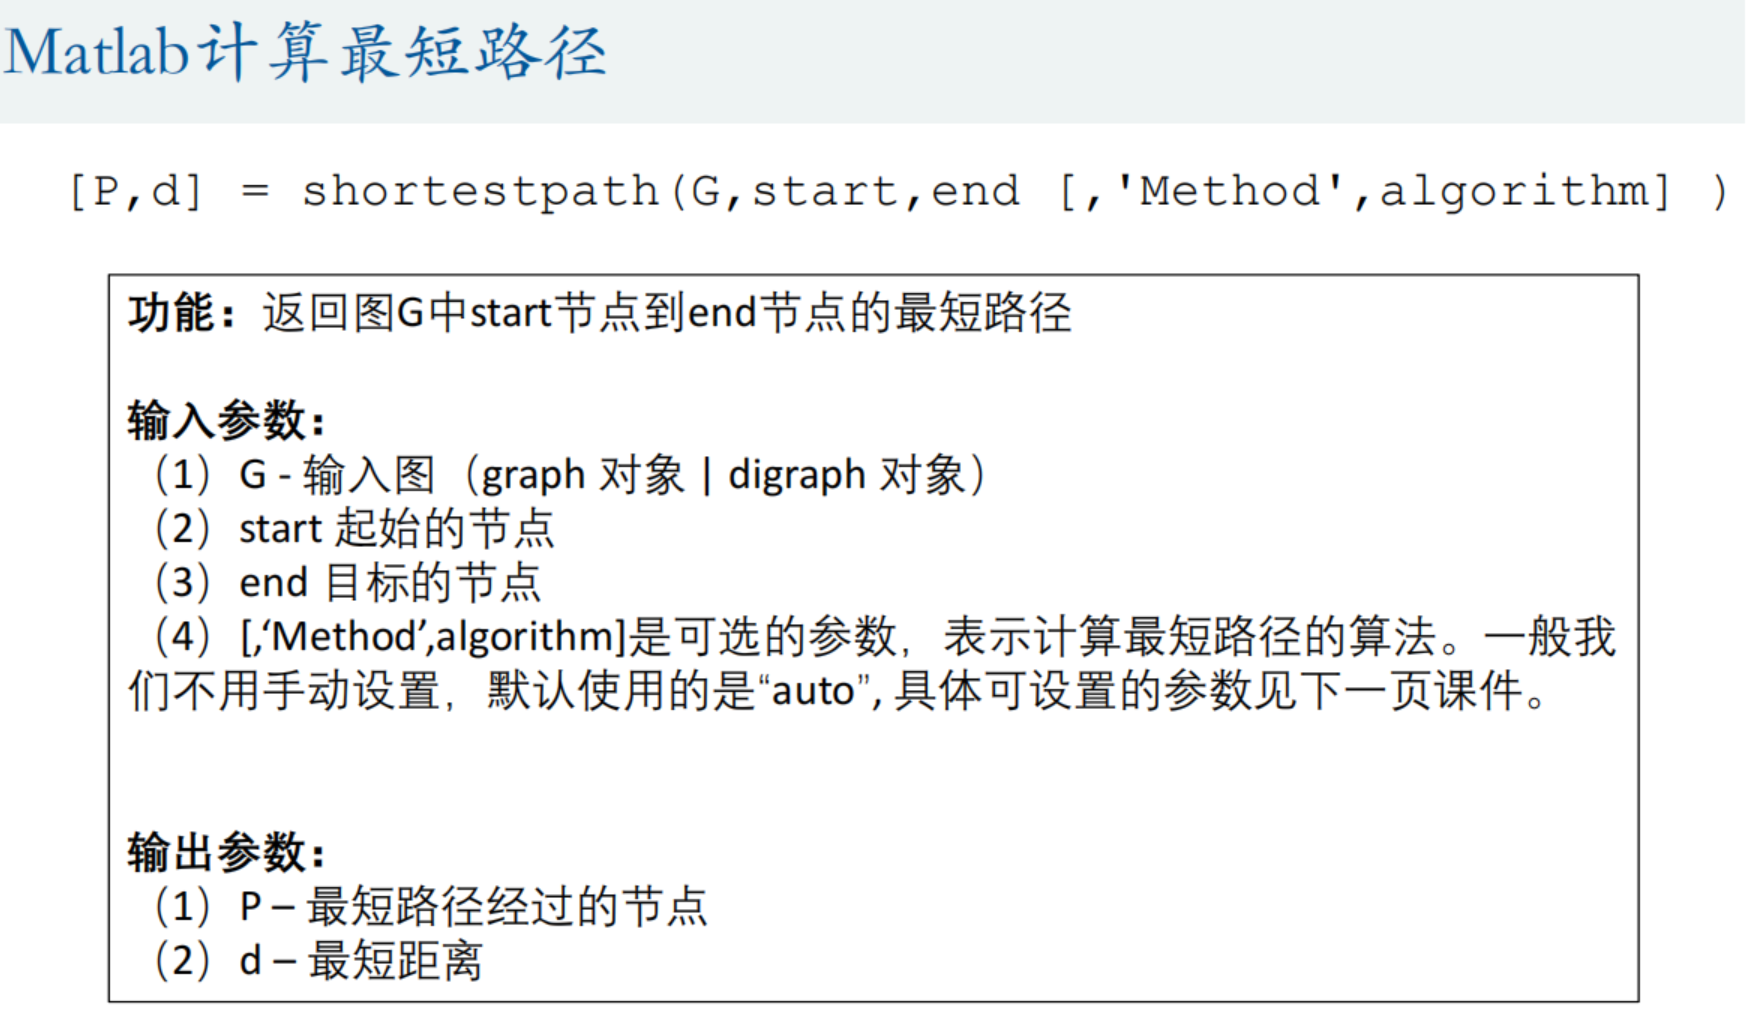 Matlab计算最短路径
[P,d] = shortestpath(G,start,end [,'Method',algorithm] )
功能：返回图G中start节点到end节点的最短路径
输入参数：
（1）G - 输入图（graph 对象 | digraph 对象）
（2）start 起始的节点
（3）end 目标的节点
（4）[,‘Method’,algorithm]是可选的参数，表示计算最短路径的算法。一般我
们不用手动设置，默认使用的是“auto”, 具体可设置的参数见下一页课件。
输出参数：
（1）P – 最短路径经过的节点
（2）d – 最短距离